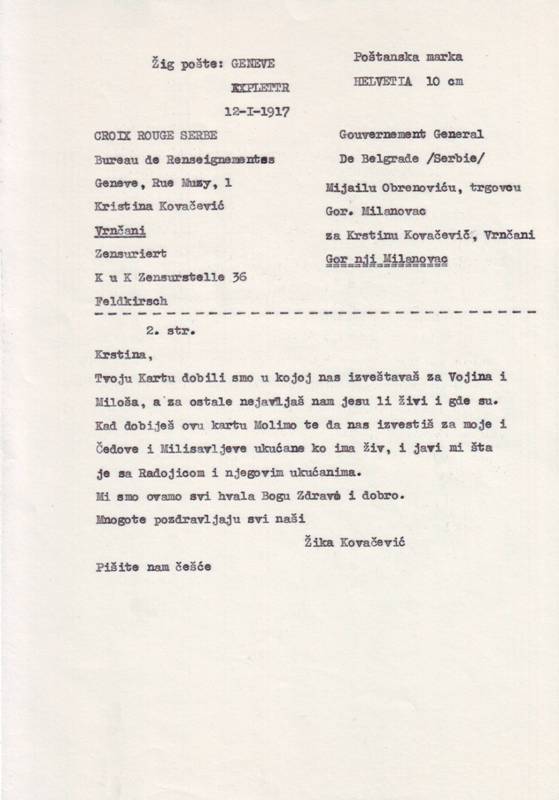 Žig pošte: GENEVE
EXPLETTR
12-I-1917
Poštanska marka
HELVETIA 10 cm
CROIX ROUGE SERBE
Bureau de Renseignementes
Geneve, Rue Muzy, 1
Kristina Kovačević
Vrnčani
Zensuriert
K u K Zensurstelle 36
Feldkirsch
Gouvernement General
De Belgrade /Serbie/
Mijailu Obrenoviću, trgovcu
Gor. Milanovac
za Krstinu Kovačevič, Vrnčani
Gor nji Milanovac
2. str.
Krstina,
Tvoju Kartu dobili smo u kojoj nas izveštavaš za Vojina i
Miloša, a za ostale nejavljaš nam jesu li živi i gde su.
Kad dobiješ ovu kartu Molimo te da nas izvestiš za moje i
Čedove i Milisavljeve ukućane ko ima živ, i javi mi šta
je sa Radojicom i njegovim ukućanima.
Mi smo ovamo svi hvala Bogu Zdravi i dobro.
Mnogote pozdravljaju svi naši
Žika Kovačević
Pišite nam češće